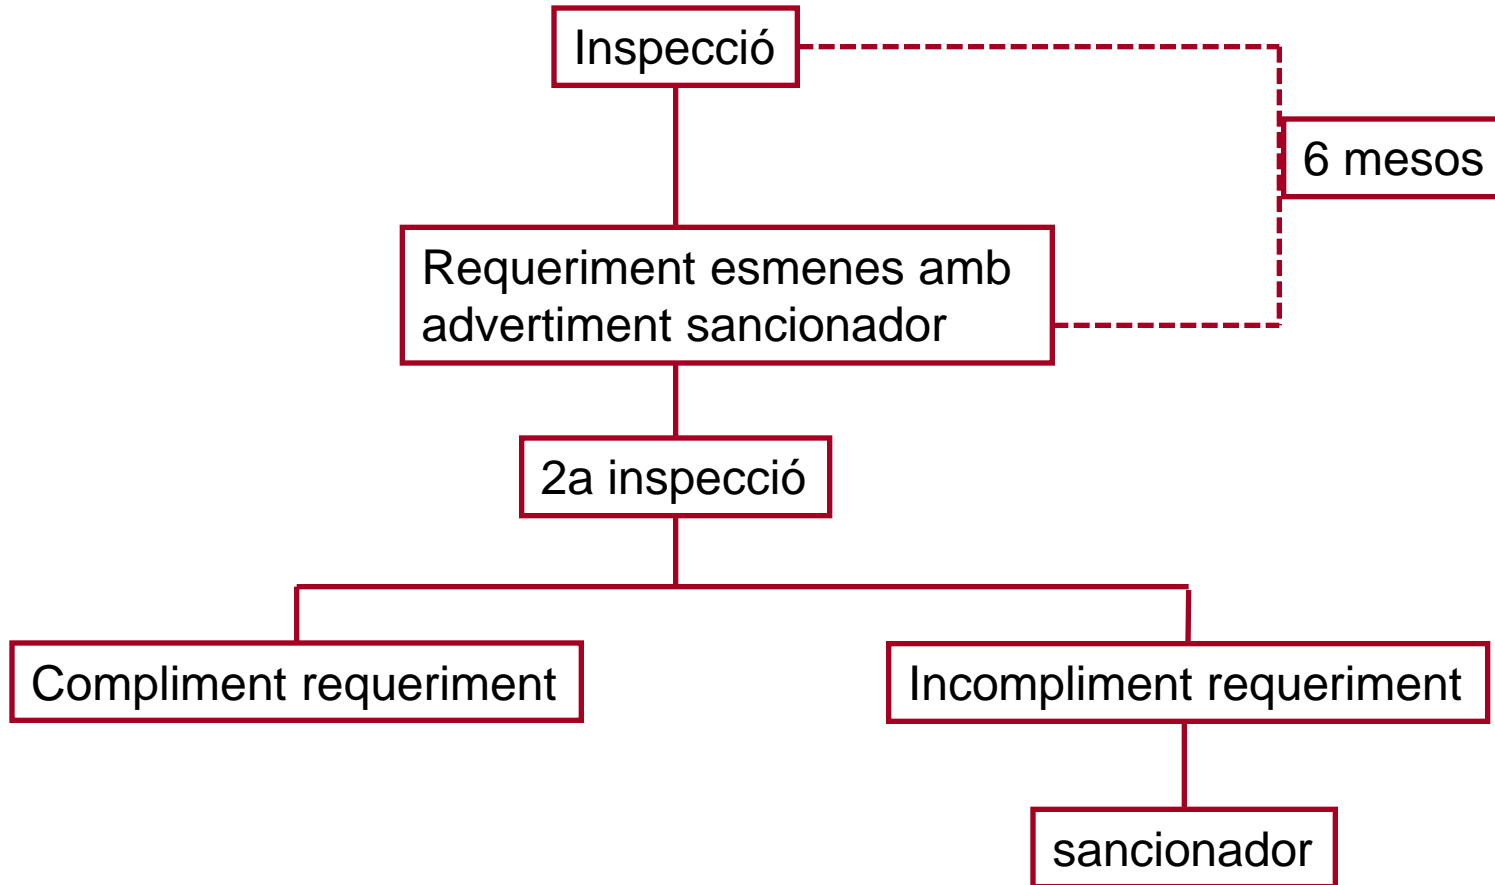 Inspecció
6 mesos
Requeriment esmenes amb
advertiment sancionador
2a inspecció
Compliment requeriment
Incompliment requeriment
sancionador